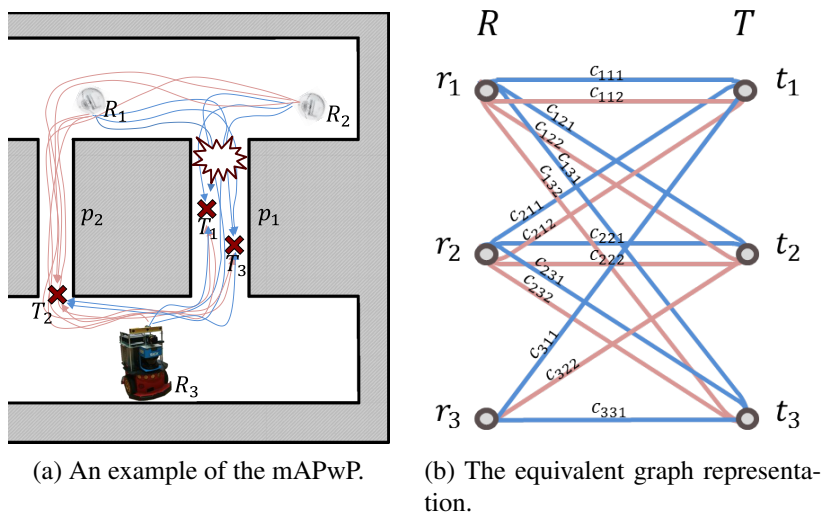 R T
r₁ c₁₁₁ t₁
c₁₁₂
c₁₂₁
c₁₂₂
c₁₃₁
c₁₃₂
c₂₁₁
c₂₁₂
r₂ c₂₂₁ t₂
c₂₂₂
c₂₃₁
c₂₃₂
c₃₁₁
c₃₂₂
r₃ c₃₃₁ t₃
R₁ R₂
p₂ T₁ p₁
T₃
T₂
R₃
(a) An example of the mAPwP.
(b) The equivalent graph representa-
tion.